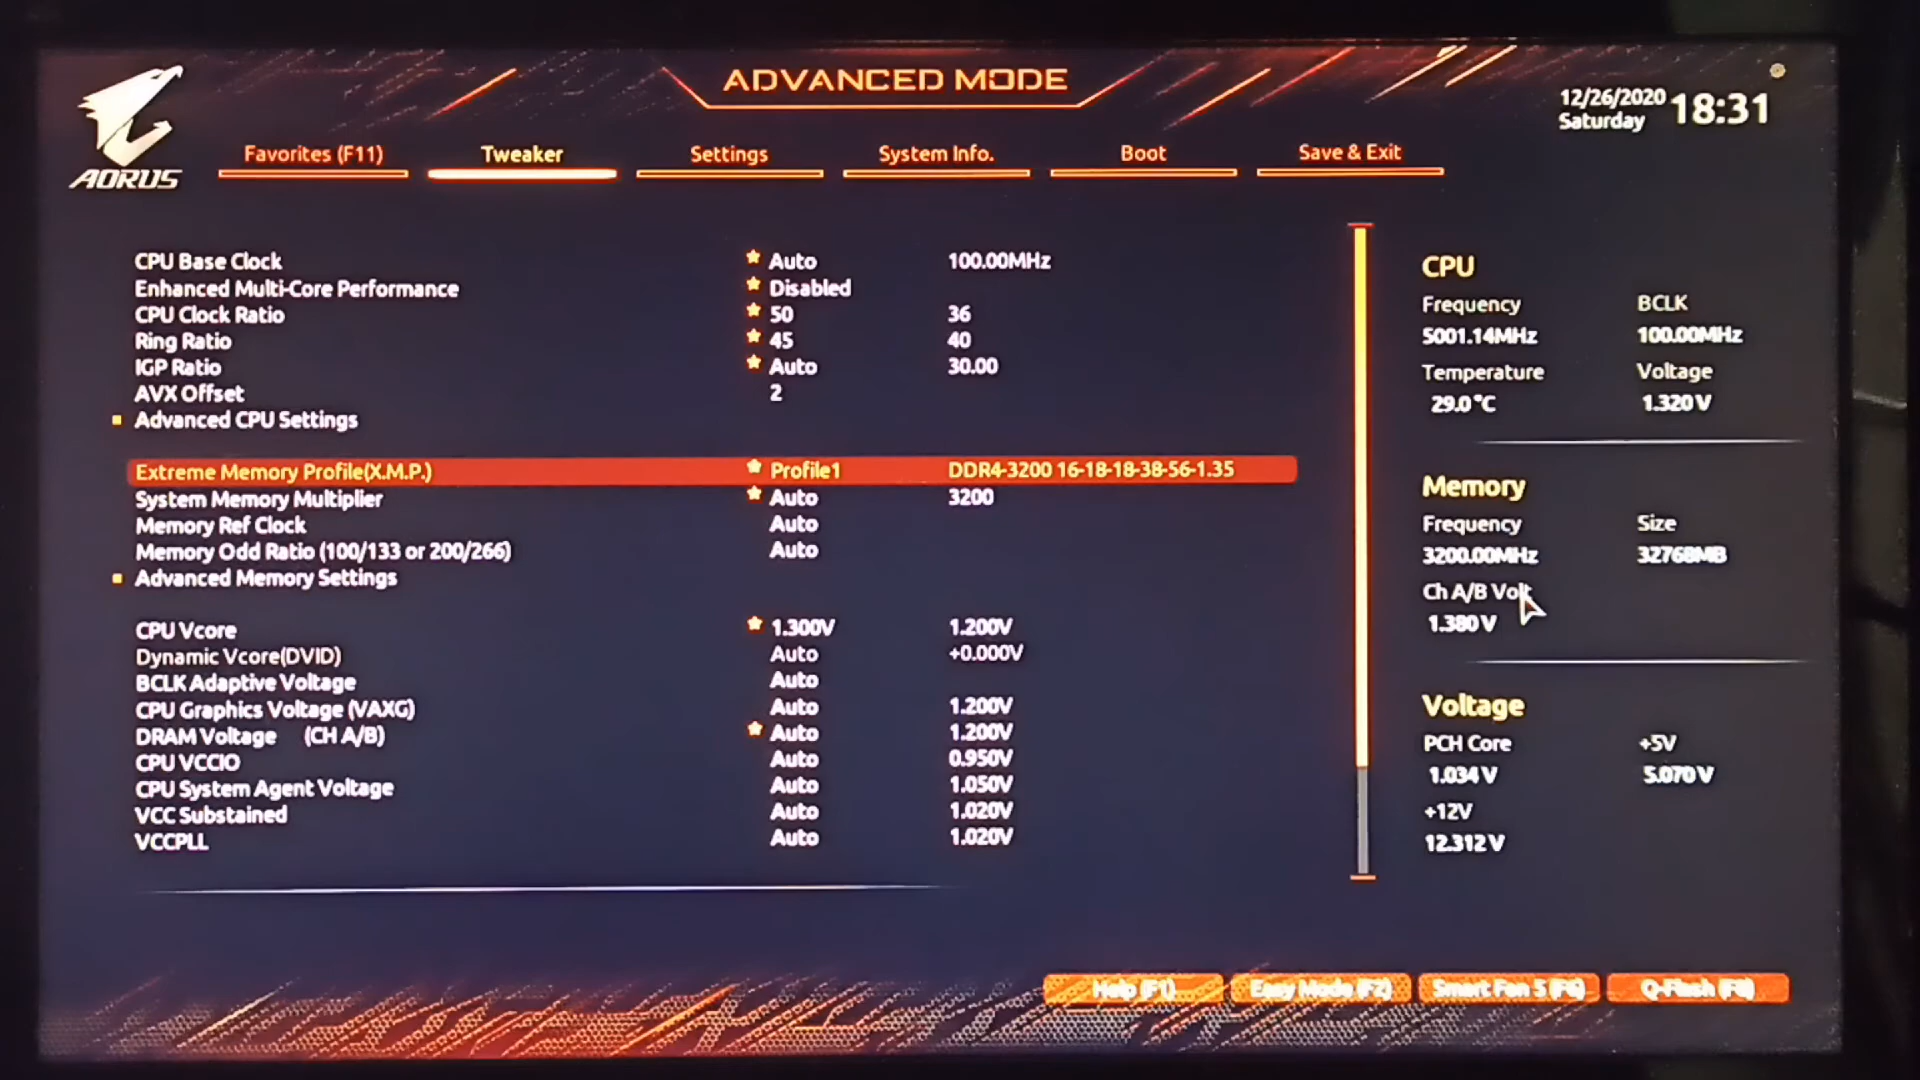 ADVANCED MODE
AORUS
12/26/2020
Saturday
18:31
Favorites (F11) Tweaker Settings System Info. Boot Save & Exit
CPU Base Clock Auto 100.00MHz
Enhanced Multi-Core Performance Disabled
CPU Clock Ratio 50 36
Ring Ratio 45 40
IGP Ratio Auto 30.00
AVX Offset 2
Advanced CPU Settings
Extreme Memory Profile(X.M.P.) Profile1 DDR4-3200 16-18-18-38-56-1.35
System Memory Multiplier Auto 3200
Memory Ref Clock Auto
Memory Odd Ratio (100/133 or 200/266) Auto
Advanced Memory Settings
CPU Vcore 1.300V 1.200V
Dynamic Vcore(DVID) Auto +0.000V
BCLK Adaptive Voltage Auto
CPU Graphics Voltage (VAXG) Auto 1.200V
DRAM Voltage (CH A/B) Auto 1.200V
CPU VCCIO Auto 0.950V
CPU System Agent Voltage Auto 1.050V
VCC Substained Auto 1.020V
VCCPLL Auto 1.020V
CPU
Frequency BCLK
5001.14MHz 100.00MHz
Temperature Voltage
29.0 °C 1.320 V
Memory
Frequency Size
3200.00MHz 32768MB
Ch A/B Volt
1.380 V
Voltage
PCH Core +5V
1.034 V 5.070 V
+12V
12.312 V
Help (F1) Easy Mode (F2) Smart Fan 5 (F6) Q-Flash (F8)